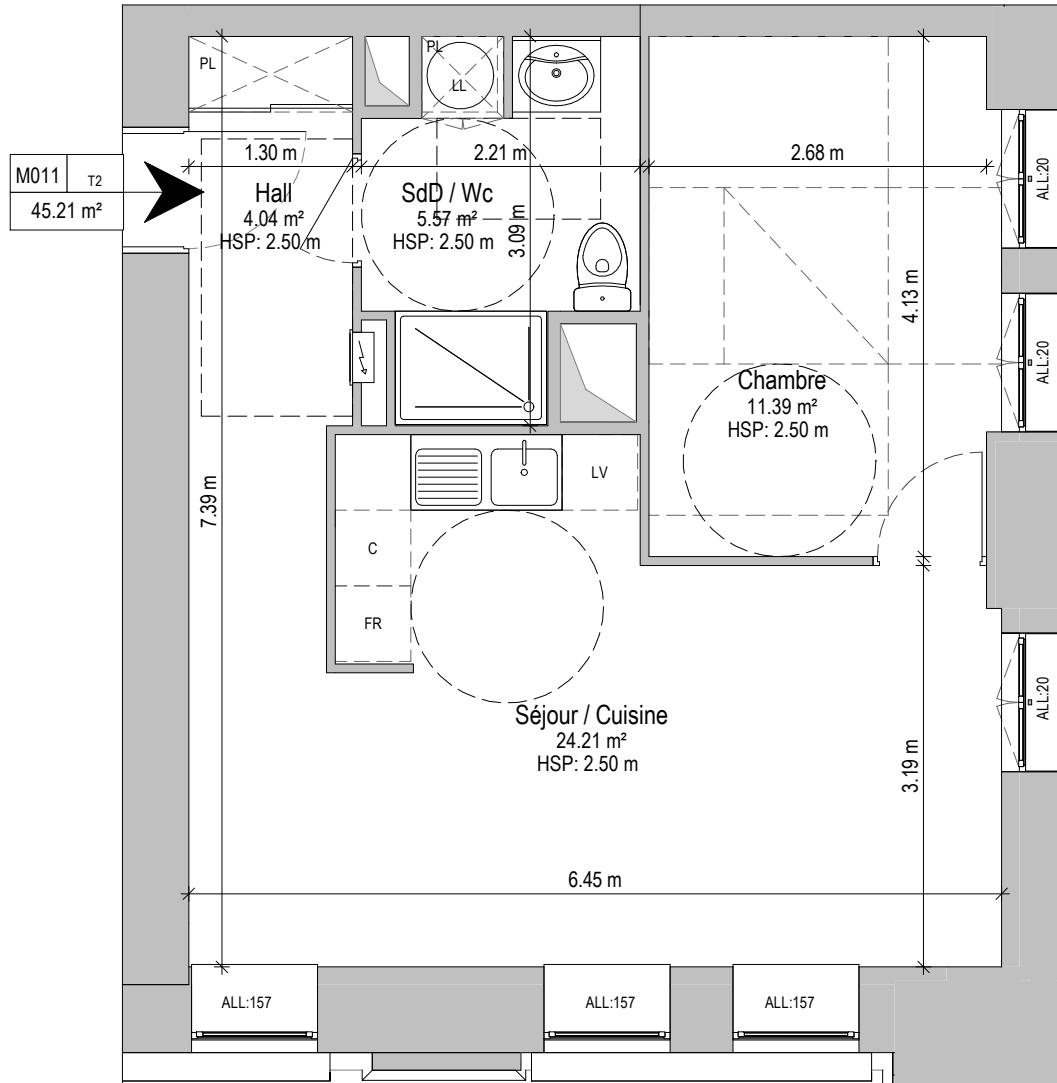 PL
PL
LL
M011
T2
45.21 m²
1.30 m
2.21 m
2.68 m
Hall
4.04 m²
HSP: 2.50 m
SdD / Wc
5.57 m²
HSP: 2.50 m
3.09 m
ALL:20
4.13 m
ALL:20
Chambre
11.39 m²
HSP: 2.50 m
7.39 m
LV
C
FR
ALL:20
Séjour / Cuisine
24.21 m²
HSP: 2.50 m
3.19 m
6.45 m
ALL:157
ALL:157
ALL:157